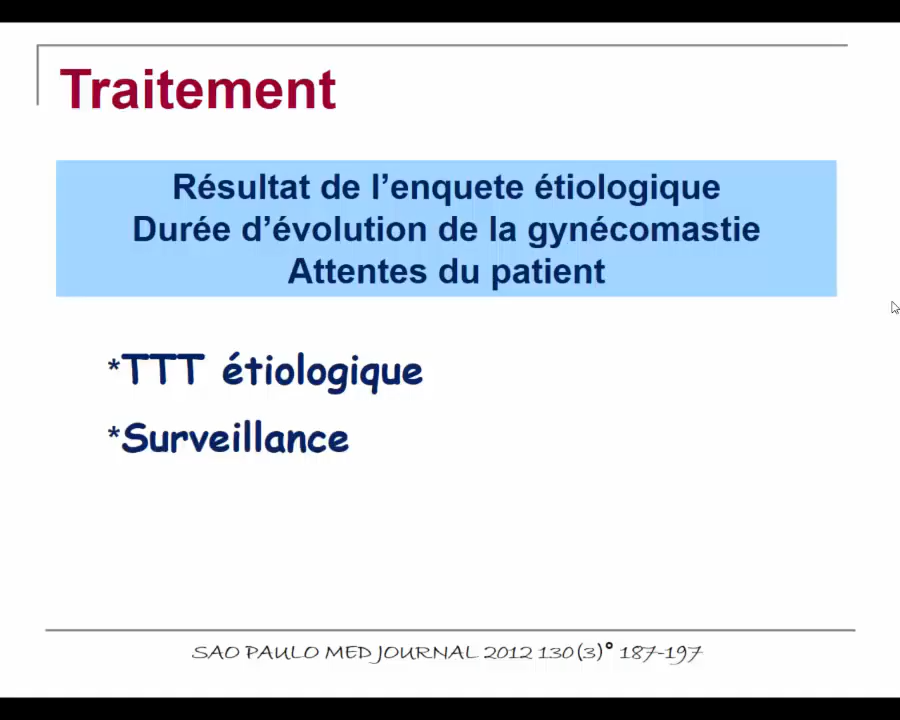 Traitement
Résultat de l’enquete étiologique
Durée d’évolution de la gynécomastie
Attentes du patient
*TTT étiologique
*Surveillance
SAO PAULO MED JOURNAL 2012 130(3)° 187-197